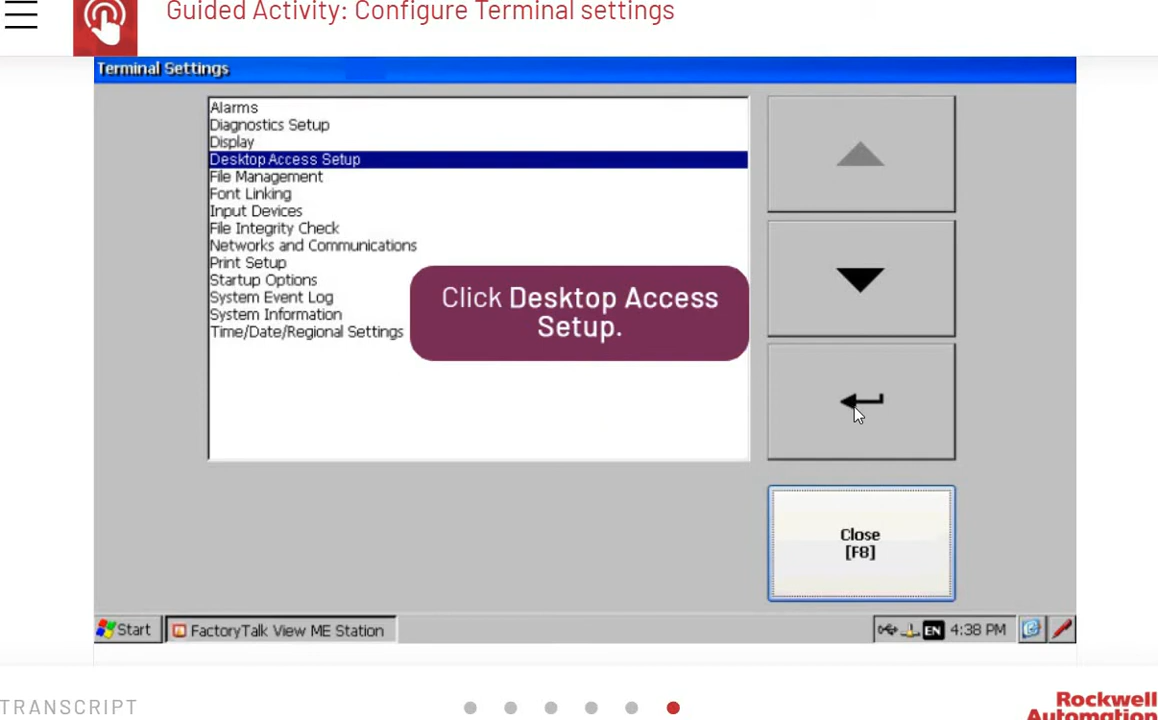 Guided Activity: Configure Terminal settings
Terminal Settings
Alarms
Diagnostics Setup
Display
Desktop Access Setup
File Management
Font Linking
Input Devices
File Integrity Check
Networks and Communications
Print Setup
Startup Options
System Event Log
System Information
Time/Date/Regional Settings
Click Desktop Access
Setup.
Close
[F8]
Start
FactoryTalk View ME Station
EN
4:38 PM
TRANSCRIPT
Rockwell
Automation